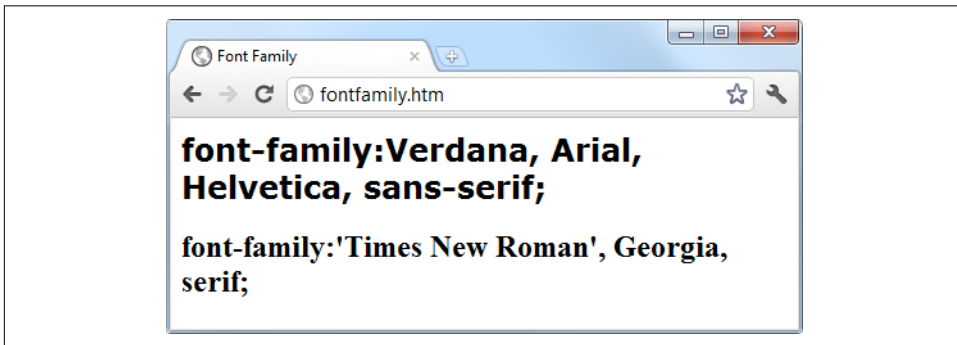 Font Family
fontfamily.htm
font-family:Verdana, Arial,
Helvetica, sans-serif;
font-family:'Times New Roman', Georgia,
serif;